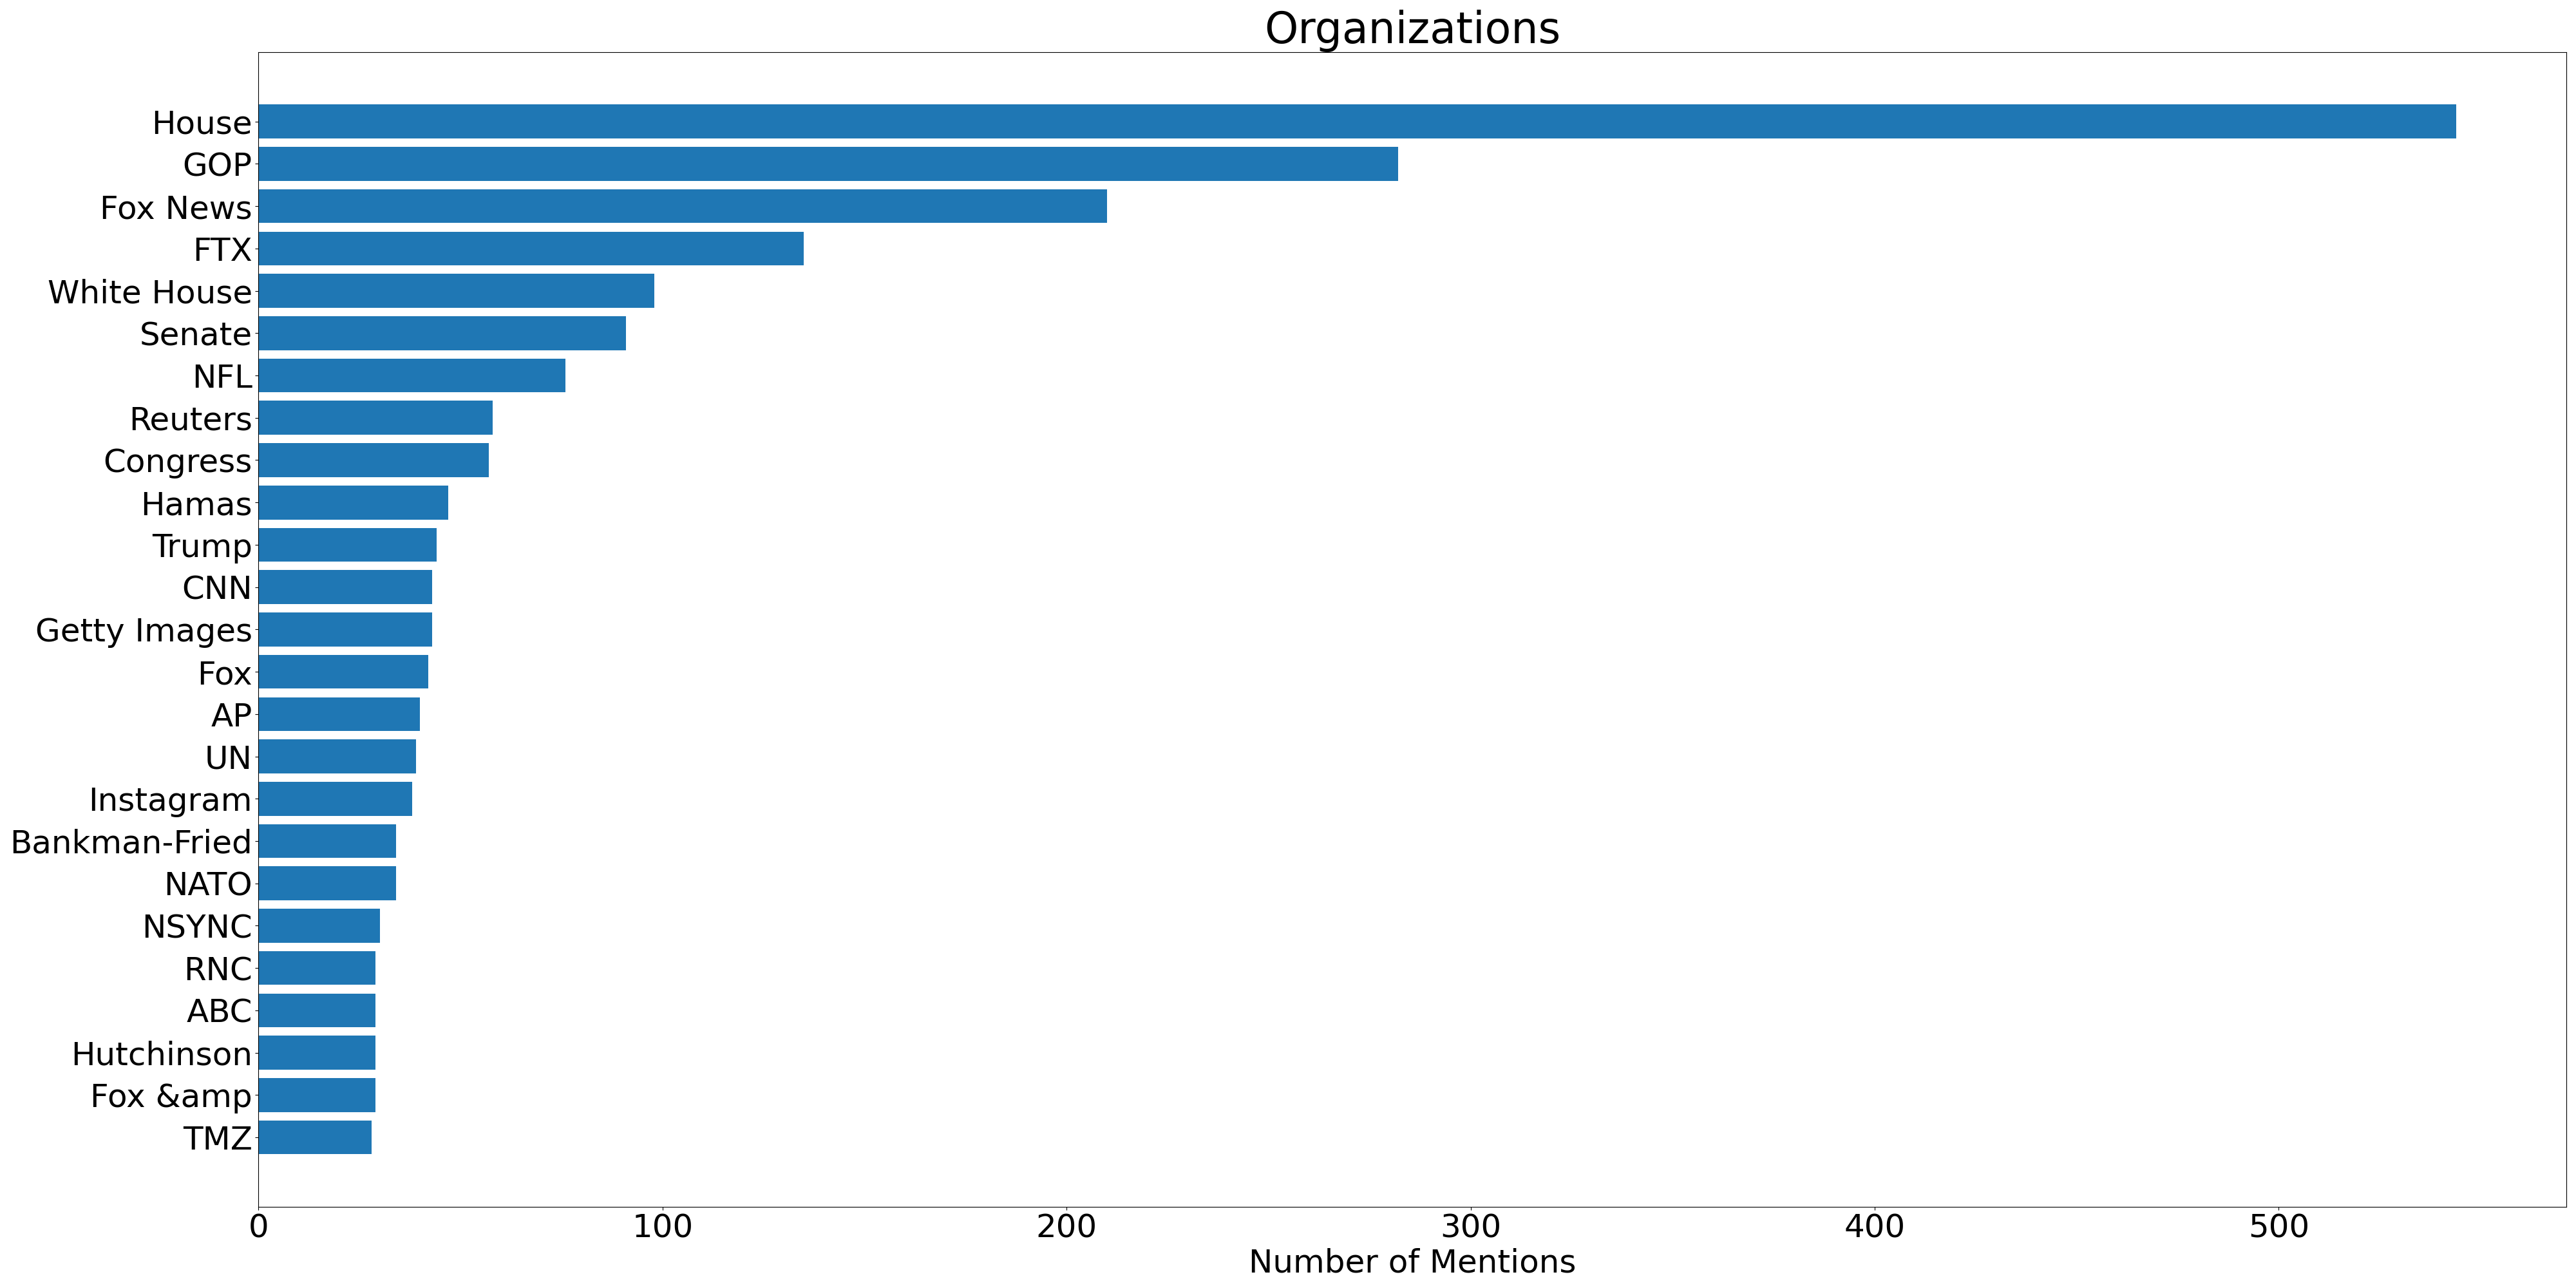 Organizations
House
GOP
Fox News
FTX
White House
Senate
NFL
Reuters
Congress
Hamas
Trump
CNN
Getty Images
Fox
AP
UN
Instagram
Bankman-Fried
NATO
NSYNC
RNC
ABC
Hutchinson
Fox &amp
TMZ
0 100 200 300 400 500
Number of Mentions